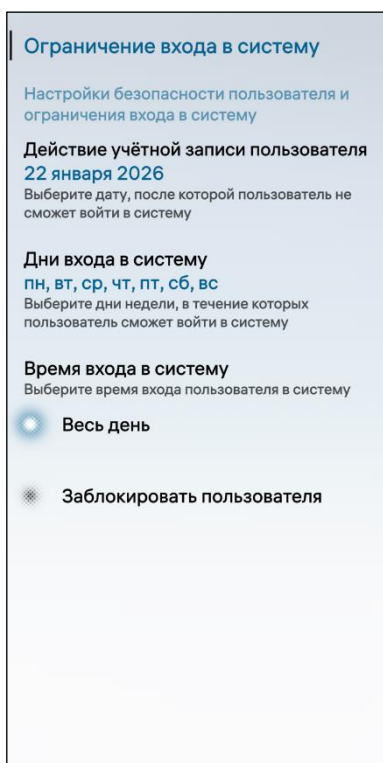 Ограничение входа в систему
Настройки безопасности пользователя и
ограничения входа в систему
Действие учётной записи пользователя
22 января 2026
Выберите дату, после которой пользователь не
сможет войти в систему
Дни входа в систему
пн, вт, ср, чт, пт, сб, вс
Выберите дни недели, в течение которых
пользователь сможет войти в систему
Время входа в систему
Выберите время входа пользователя в систему
Весь день
Заблокировать пользователя